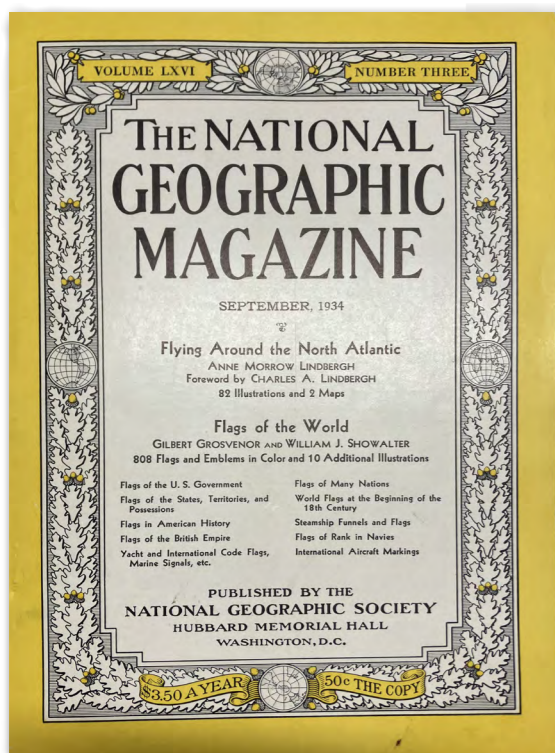 VOLUME LXVI
NUMBER THREE
THE NATIONAL
GEOGRAPHIC
MAGAZINE
SEPTEMBER, 1934
Flying Around the North Atlantic
ANNE MORROW LINDBERGH
Foreword by CHARLES A. LINDBERGH
82 Illustrations and 2 Maps
Flags of the World
GILBERT GROSVENOR AND WILLIAM J. SHOWALTER
808 Flags and Emblems in Color and 10 Additional Illustrations
Flags of the U. S. Government
Flags of the States, Territories, and
Possessions
Flags in American History
Flags of the British Empire
Yacht and International Code Flags,
Marine Signals, etc.
Flags of Many Nations
World Flags at the Beginning of the
18th Century
Steamship Funnels and Flags
Flags of Rank in Navies
International Aircraft Markings
PUBLISHED BY THE
NATIONAL GEOGRAPHIC SOCIETY
HUBBARD MEMORIAL HALL
WASHINGTON, D.C.
$3.50 A YEAR
50c THE COPY